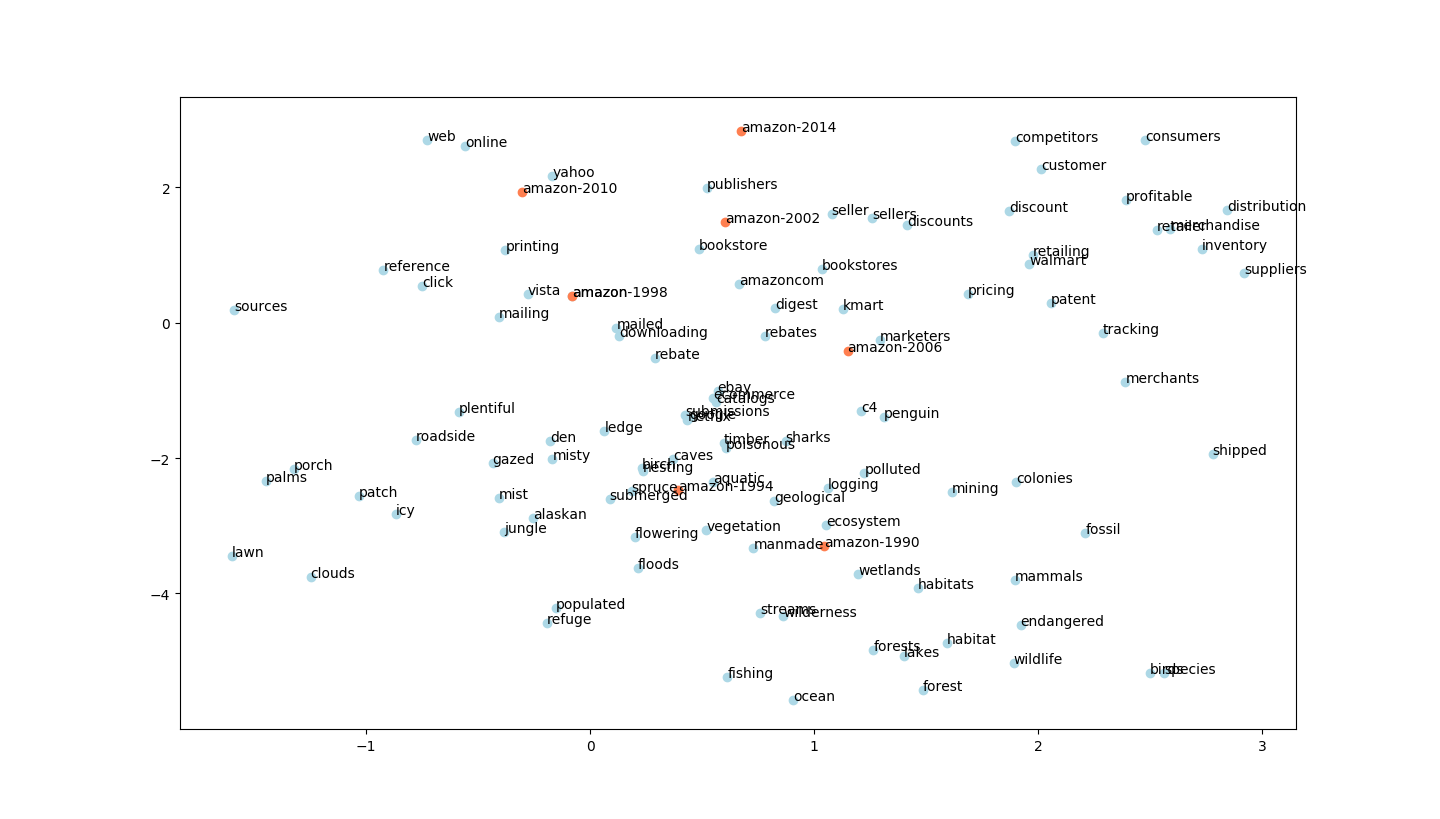 amazon-2014
web
competitors
consumers
online
customer
yahoo
publishers
amazon-2010
2
profitable
discount
distribution
seller
sellers
amazon-2002
discounts
retailer
merchandise
printing
bookstore
inventory
retailing
walmart
reference
bookstores
suppliers
click
amazoncom
vista
amazon-1998
pricing
sources
digest
kmart
patent
mailing
0
mailed
downloading
rebates
marketers
tracking
amazon-2006
rebate
merchants
ebay
ecommerce
catalogs
plentiful
submissions
google
netflix
c4
penguin
ledge
roadside
den
timber
poisonous
sharks
shipped
−2
gazed
misty
birch
nesting
caves
porch
palms
polluted
aquatic
colonies
spruce
amazon-1994
logging
mining
patch
mist
submerged
geological
icy
alaskan
ecosystem
jungle
flowering
vegetation
fossil
manmade
amazon-1990
lawn
floods
wetlands
clouds
habitats
mammals
−4
populated
refuge
streams
wilderness
endangered
forests
lakes
habitat
wildlife
fishing
birds
species
forest
ocean
−1
0
1
2
3